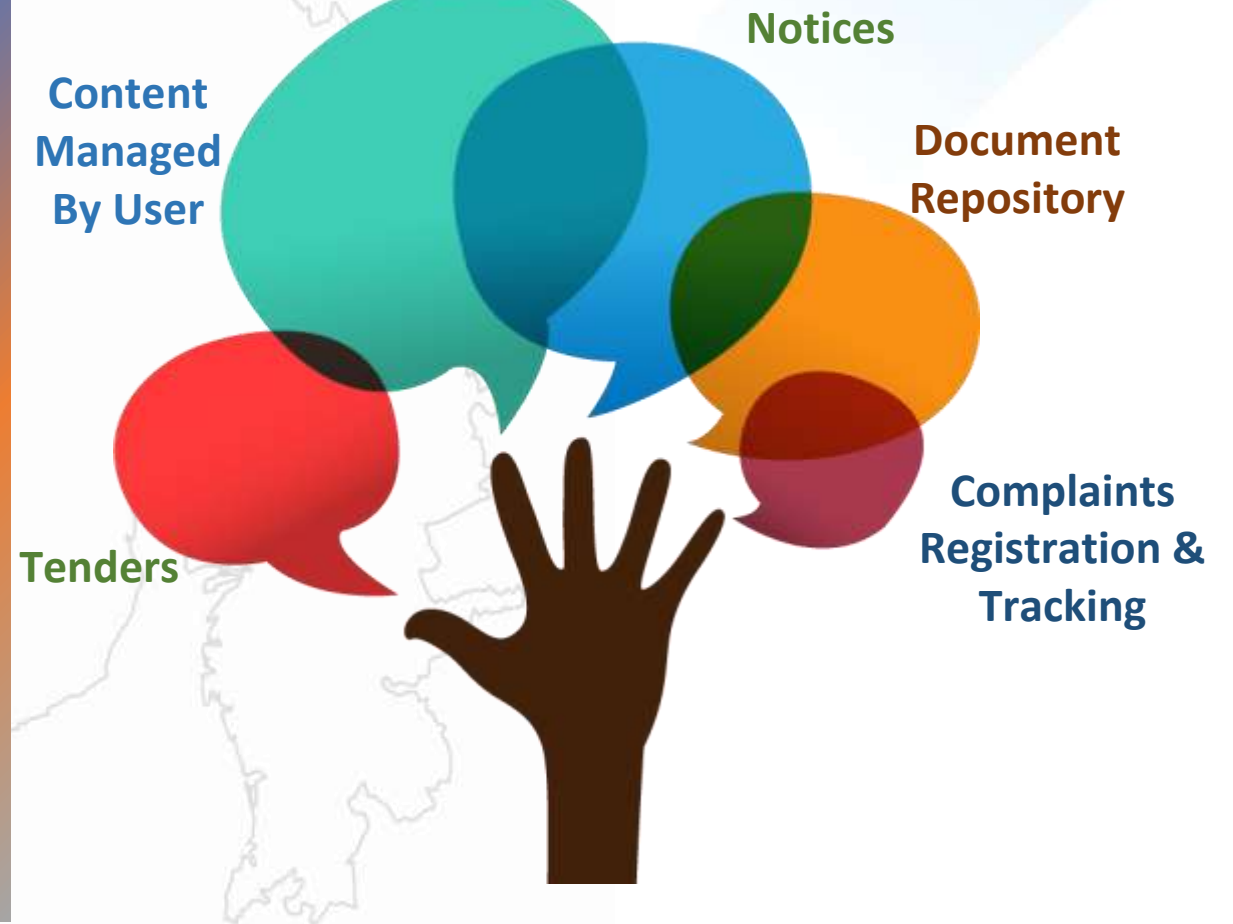 Notices
Content
Managed
By User
Document
Repository
Tenders
Complaints
Registration &
Tracking